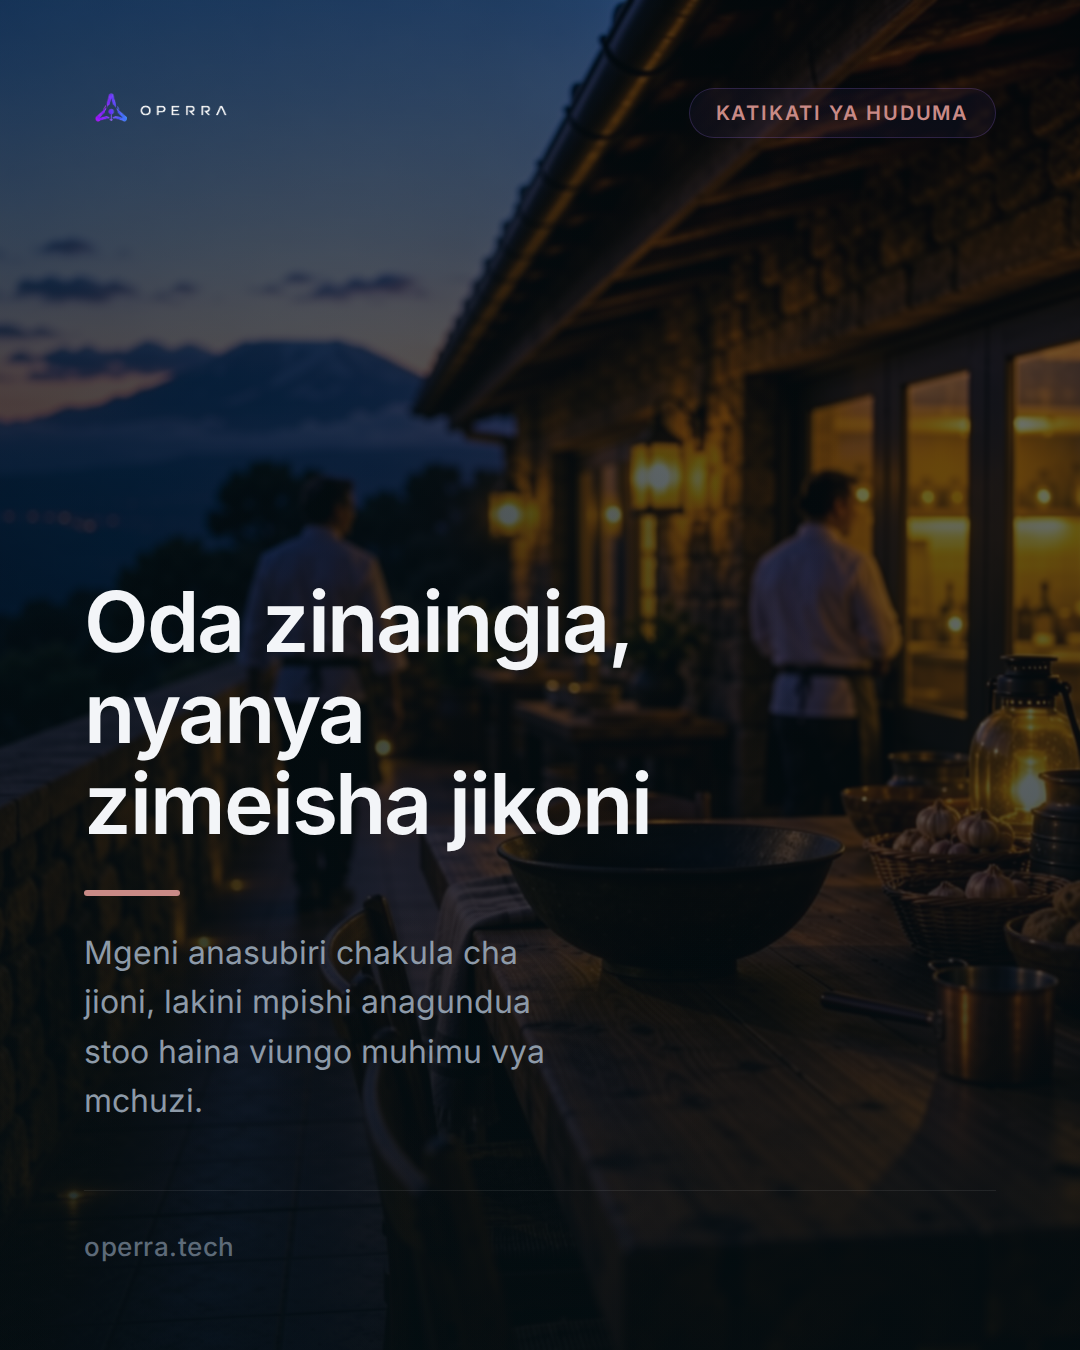 OPERRA
KATIKATI YA HUDUMA
Oda zinaingia,
nyanya
zimeisha jikoni
Mgeni anasubiri chakula cha
jioni, lakini mpishi anagundua
stoo haina viungo muhimu vya
mchuzi.
operra.tech